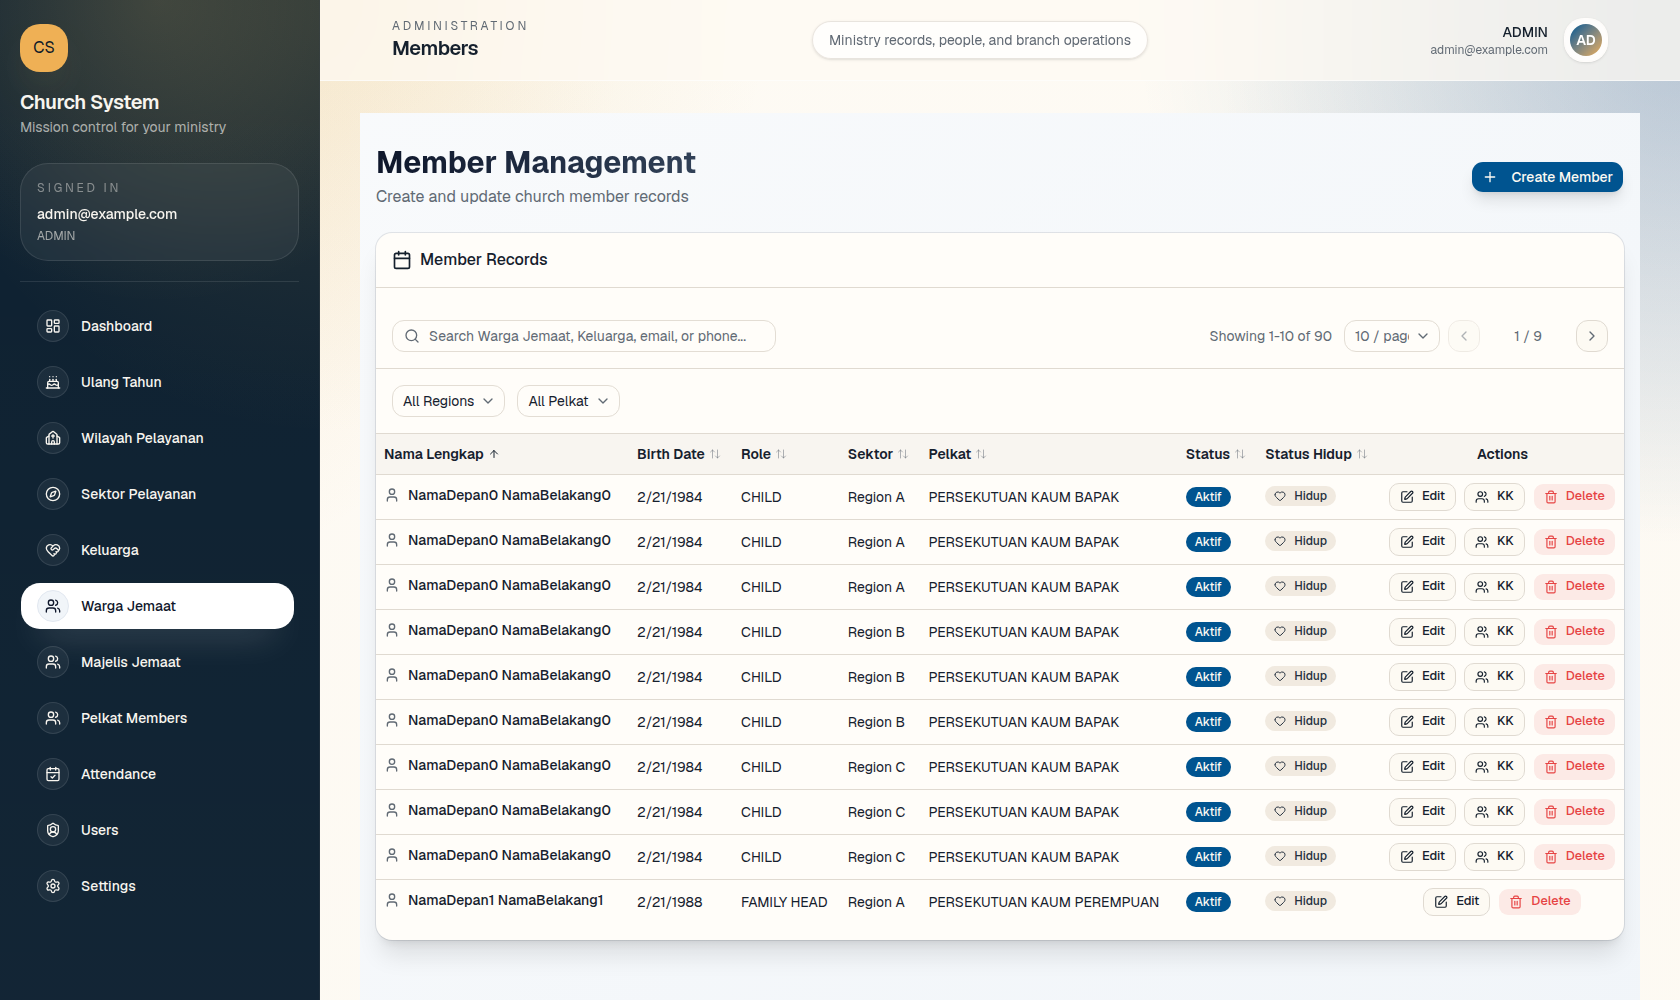 CS
Church System
Mission control for your ministry
SIGNED IN
admin@example.com
ADMIN
Dashboard
Ulang Tahun
Wilayah Pelayanan
Sektor Pelayanan
Keluarga
Warga Jemaat
Majelis Jemaat
Pelkat Members
Attendance
Users
Settings
ADMINISTRATION
Members
Ministry records, people, and branch operations
ADMIN
admin@example.com
AD
Member Management
Create and update church member records
Create Member
Member Records
Search Warga Jemaat, Keluarga, email, or phone...
Showing 1-10 of 90 10 / page 1 / 9
All Regions All Pelkat
Nama Lengkap Birth Date Role Sektor Pelkat Status Status Hidup Actions
NamaDepan0 NamaBelakang0 2/21/1984 CHILD Region A PERSEKUTUAN KAUM BAPAK Aktif Hidup Edit KK Delete
NamaDepan0 NamaBelakang0 2/21/1984 CHILD Region A PERSEKUTUAN KAUM BAPAK Aktif Hidup Edit KK Delete
NamaDepan0 NamaBelakang0 2/21/1984 CHILD Region A PERSEKUTUAN KAUM BAPAK Aktif Hidup Edit KK Delete
NamaDepan0 NamaBelakang0 2/21/1984 CHILD Region B PERSEKUTUAN KAUM BAPAK Aktif Hidup Edit KK Delete
NamaDepan0 NamaBelakang0 2/21/1984 CHILD Region B PERSEKUTUAN KAUM BAPAK Aktif Hidup Edit KK Delete
NamaDepan0 NamaBelakang0 2/21/1984 CHILD Region B PERSEKUTUAN KAUM BAPAK Aktif Hidup Edit KK Delete
NamaDepan0 NamaBelakang0 2/21/1984 CHILD Region C PERSEKUTUAN KAUM BAPAK Aktif Hidup Edit KK Delete
NamaDepan0 NamaBelakang0 2/21/1984 CHILD Region C PERSEKUTUAN KAUM BAPAK Aktif Hidup Edit KK Delete
NamaDepan0 NamaBelakang0 2/21/1984 CHILD Region C PERSEKUTUAN KAUM BAPAK Aktif Hidup Edit KK Delete
NamaDepan1 NamaBelakang1 2/21/1988 FAMILY HEAD Region A PERSEKUTUAN KAUM PEREMPUAN Aktif Hidup Edit Delete